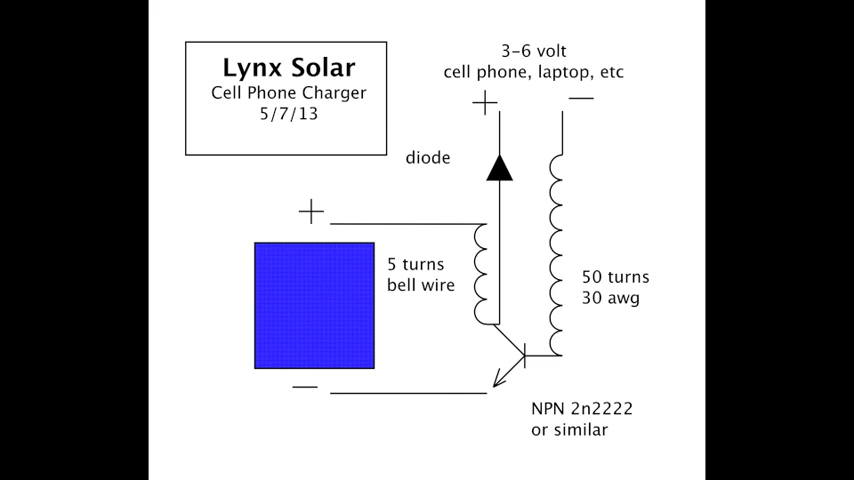 Lynx Solar
Cell Phone Charger
5/7/13
3-6 volt
cell phone, laptop, etc
+
—
diode
+
5 turns
bell wire
50 turns
30 awg
—
NPN 2n2222
or similar